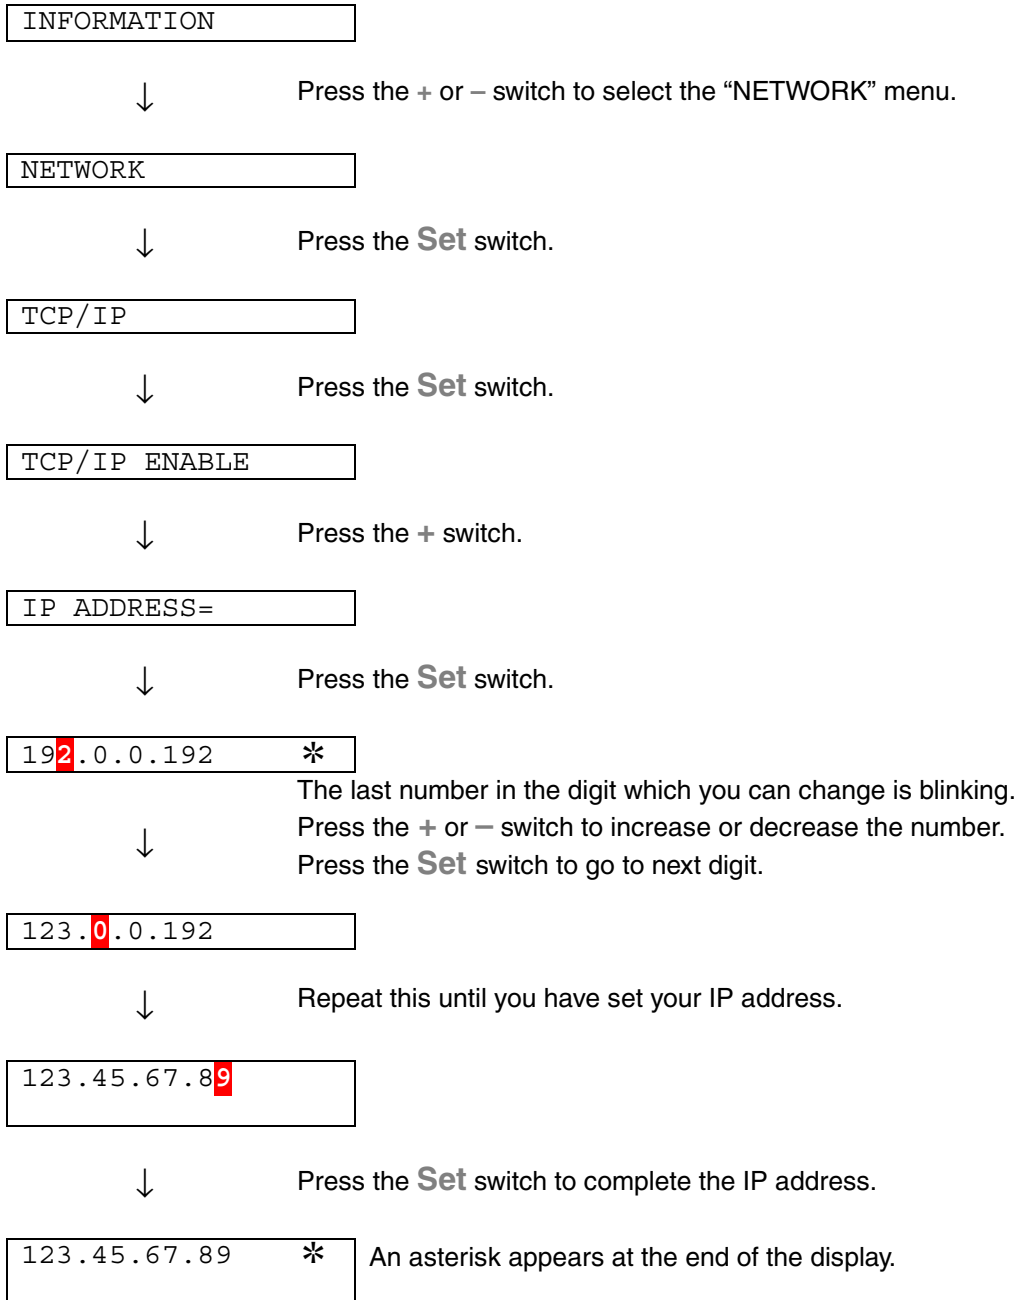 INFORMATION
↓ Press the + or – switch to select the “NETWORK” menu.
NETWORK
↓ Press the Set switch.
TCP/IP
↓ Press the Set switch.
TCP/IP ENABLE
↓ Press the + switch.
IP ADDRESS=
↓ Press the Set switch.
192.0.0.192 *
The last number in the digit which you can change is blinking.
↓ Press the + or – switch to increase or decrease the number.
Press the Set switch to go to next digit.
123.0.0.192
↓ Repeat this until you have set your IP address.
123.45.67.89
↓ Press the Set switch to complete the IP address.
123.45.67.89 * An asterisk appears at the end of the display.